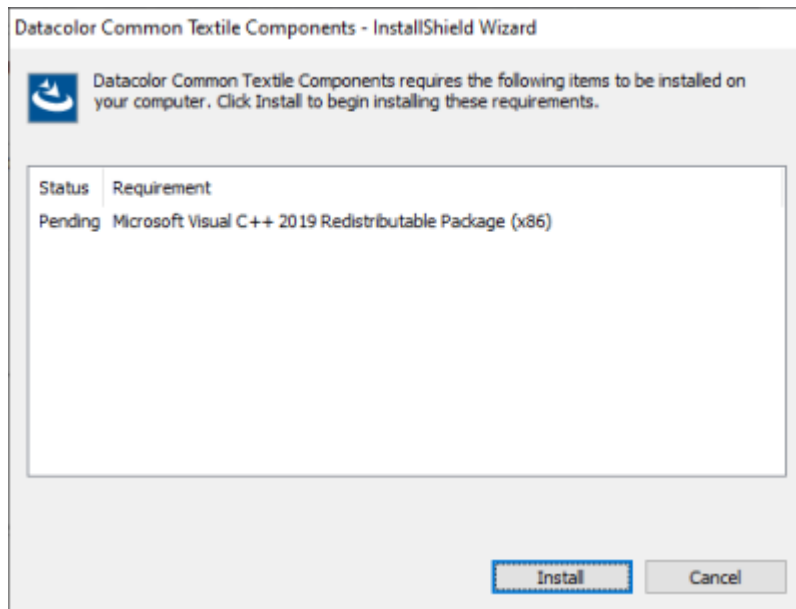 Datacolor Common Textile Components - InstallShield Wizard
Datacolor Common Textile Components requires the following items to be installed on
your computer. Click Install to begin installing these requirements.
Status Requirement
Pending Microsoft Visual C++ 2019 Redistributable Package (x86)
Install Cancel